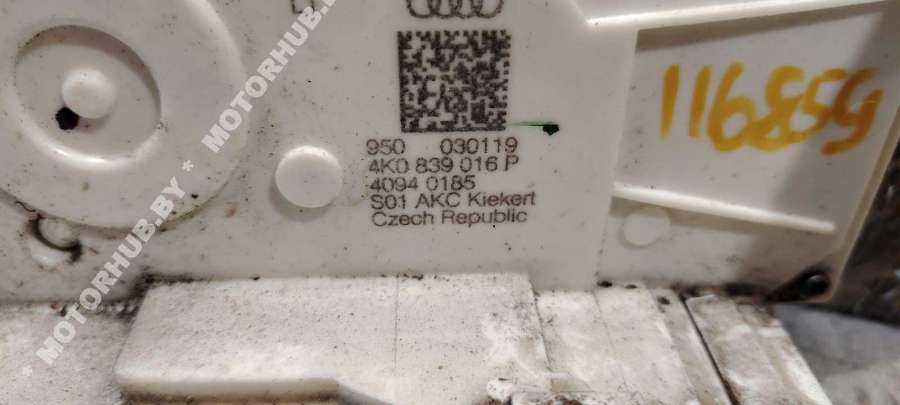 950 030119
4K0 839 016 P
4094 0185
S01 AKC Kiekert
Czech Republic
116859
* MOTORHUB.BY * MOTORHUB.BY *